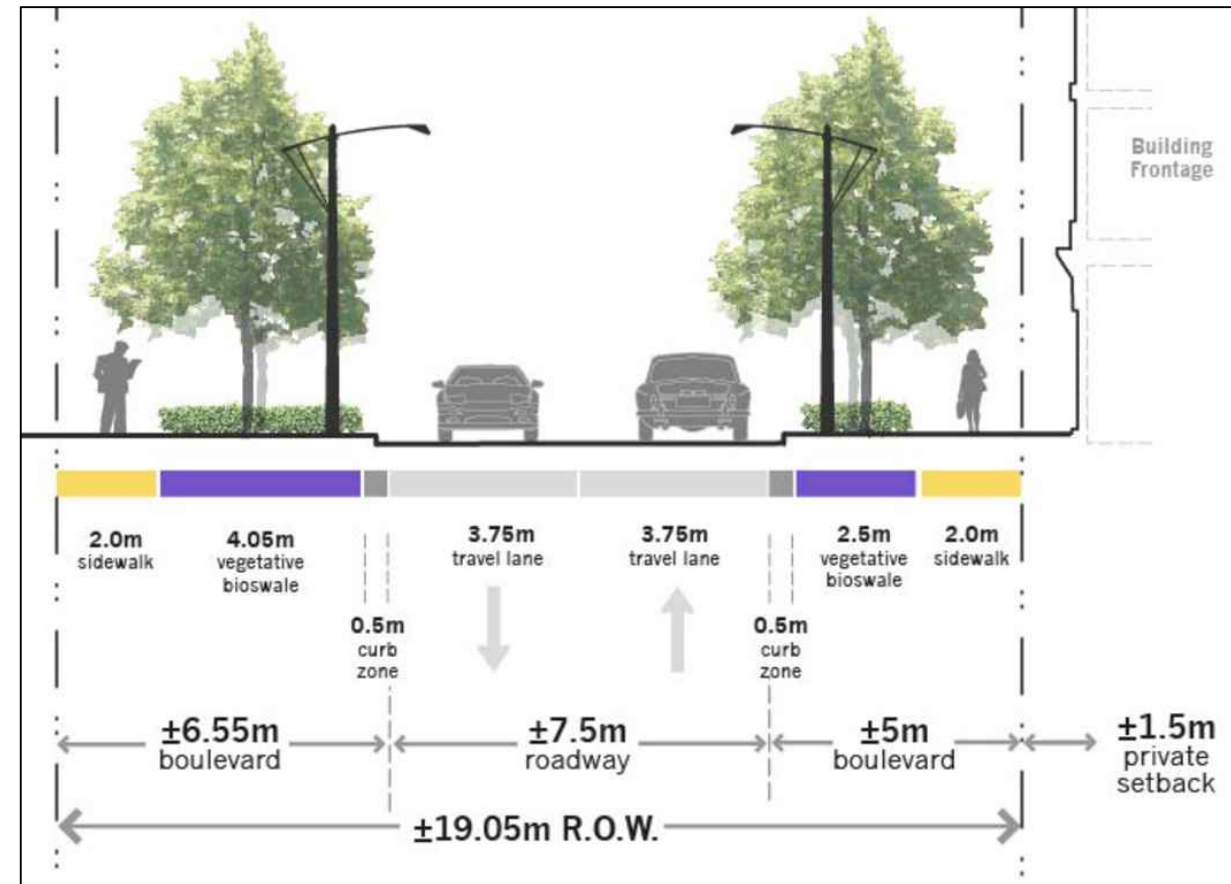 Building
Frontage
2.0m
sidewalk
4.05m
vegetative
bioswale
0.5m
curb
zone
3.75m
travel lane
3.75m
travel lane
0.5m
curb
zone
2.5m
vegetative
bioswale
2.0m
sidewalk
±6.55m
boulevard
±7.5m
roadway
±5m
boulevard
±1.5m
private
setback
±19.05m R.O.W.